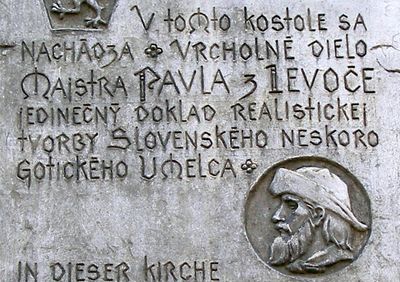 V TOMTO KOSTOLE SA
NACHÁDZA VRCHOLNÉ DIELO
MAJSTRA PAVLA Z LEVOČE
JEDINEČNÝ DOKLAD REALISTICKEJ
TVORBY SLOVENSKÉHO NESKORO
GOTICKÉHO UMELCA
IN DIESER KIRCHE